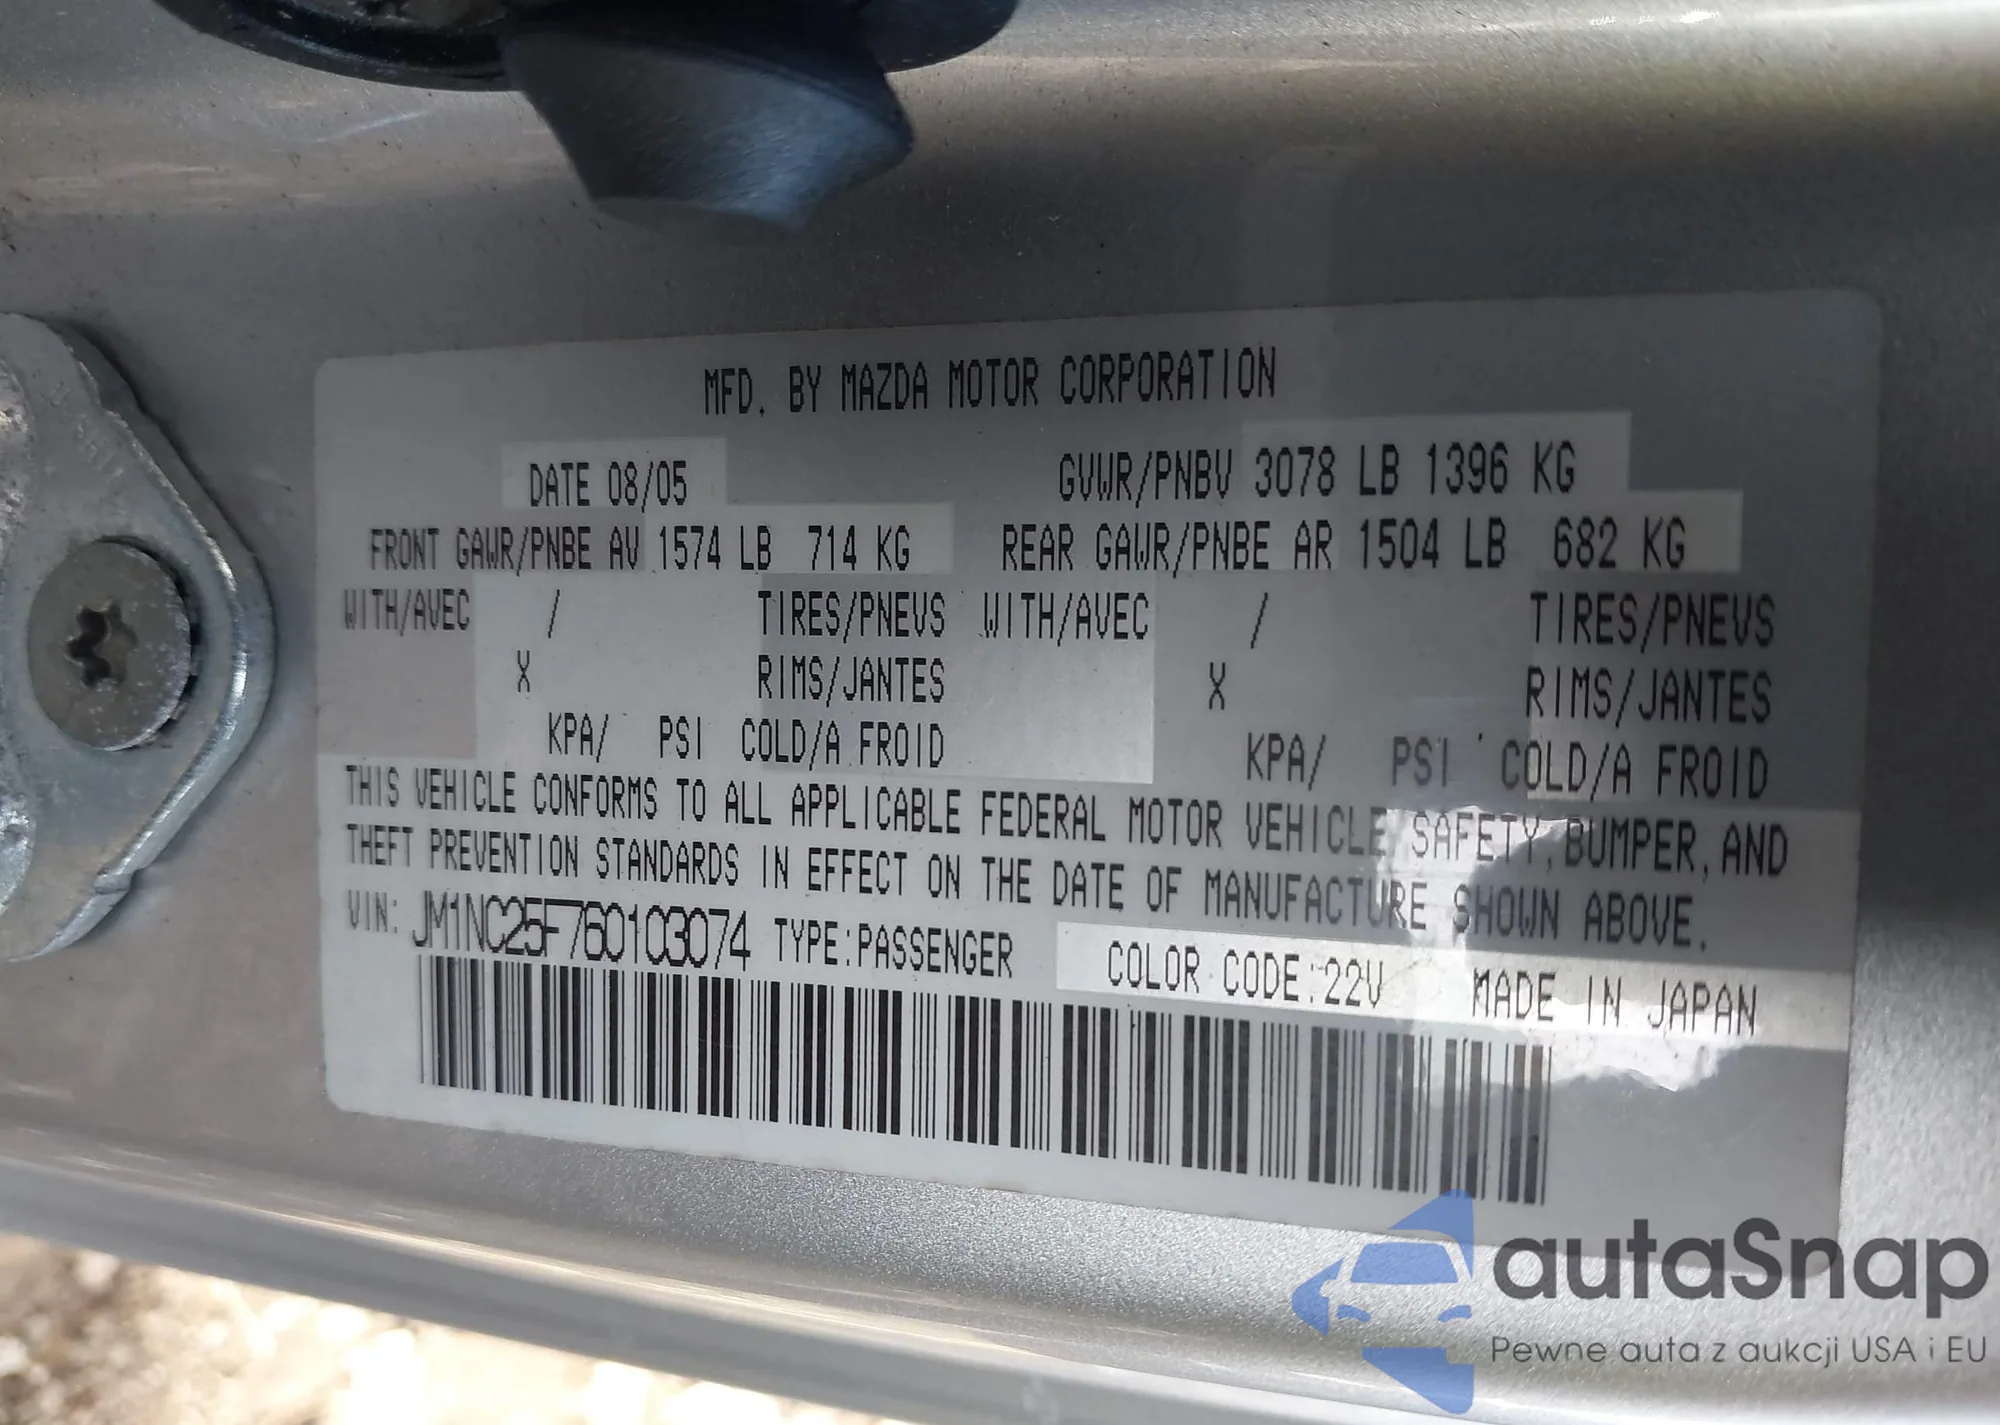 MFD. BY MAZDA MOTOR CORPORATION
DATE 08/05 GVWR/PNBV 3078 LB 1396 KG
FRONT GAWR/PNBE AV 1574 LB 714 KG REAR GAWR/PNBE AR 1504 LB 682 KG
WITH/AVEC / TIRES/PNEVS WITH/AVEC / TIRES/PNEVS
X RIMS/JANTES X RIMS/JANTES
KPA/ PSI COLD/A FROID KPA/ PSI COLD/A FROID
THIS VEHICLE CONFORMS TO ALL APPLICABLE FEDERAL MOTOR VEHICLE SAFETY, BUMPER, AND
THEFT PREVENTION STANDARDS IN EFFECT ON THE DATE OF MANUFACTURE SHOWN ABOVE.
VIN: JM1NC25F760103074 TYPE:PASSENGER COLOR CODE:22V MADE IN JAPAN
autaSnap
Pewne auta z aukcji USA i EU